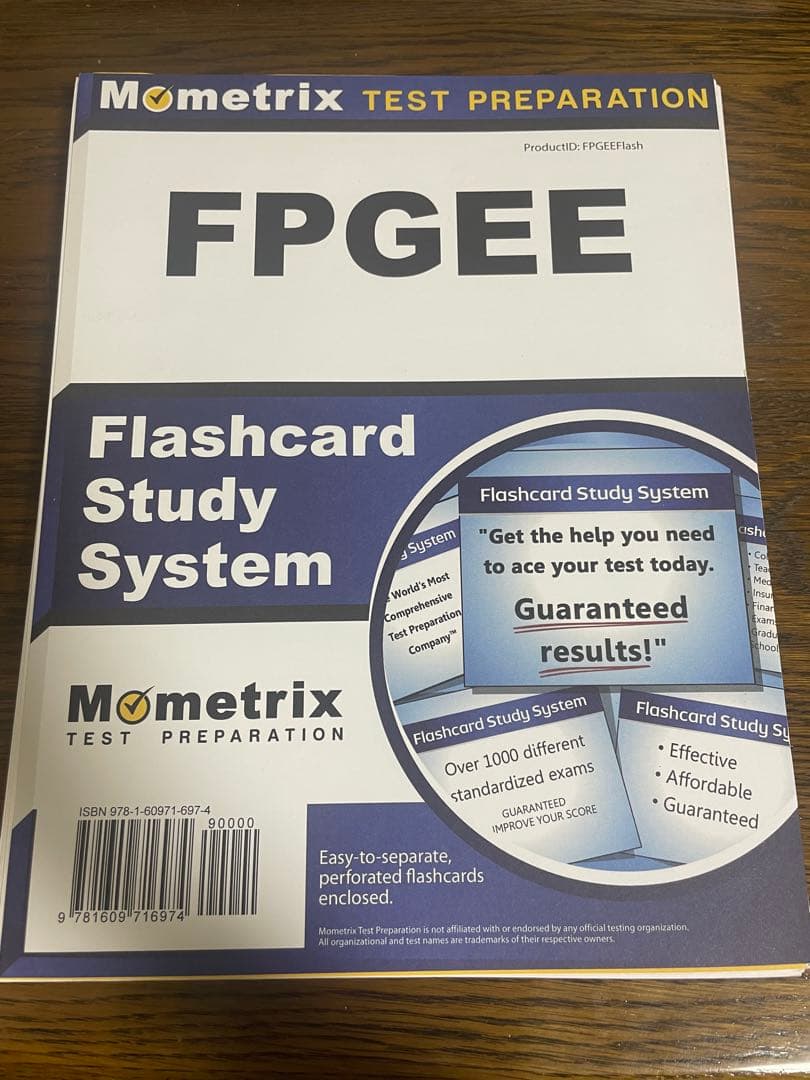 Mometrix TEST PREPARATION
ProductID: FPGEEFlash
FPGEE
Flashcard
Study
System
Flashcard Study System
"Get the help you need
to ace your test today.
Guaranteed
results!"
System
World's Most
Comprehensive
Test Preparation
Company™
Flashcard Study System
Over 1000 different
standardized exams
GUARANTEED
IMPROVE YOUR SCORE
Flashcard Study Sy
• Effective
• Affordable
• Guaranteed
Mometrix
TEST PREPARATION
ISBN 978-1-60971-697-4
90000
9 781609 716974
Easy-to-separate,
perforated flashcards
enclosed.
Mometrix Test Preparation is not affiliated with or endorsed by any official testing organization.
All organizational and test names are trademarks of their respective owners.